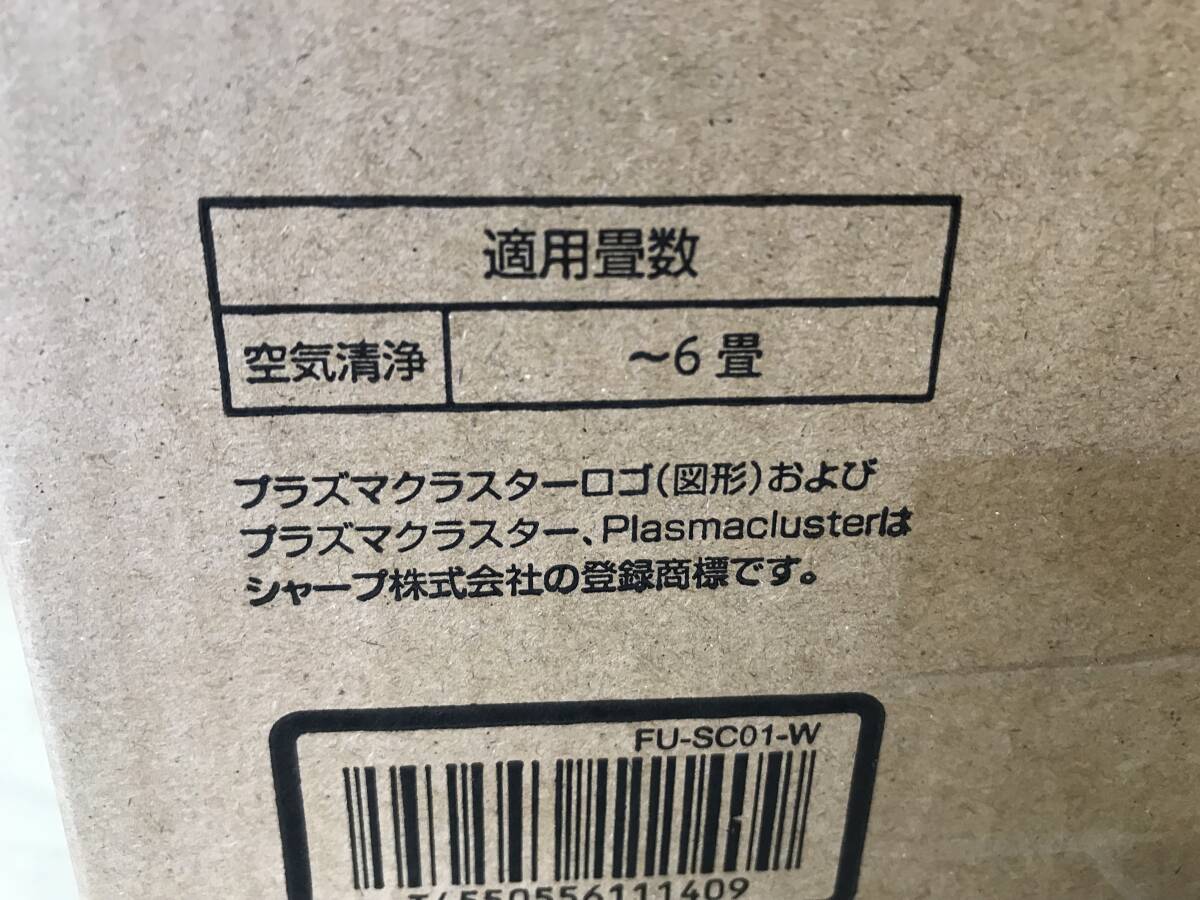 適用畳数
空気清浄 ～6畳
プラズマクラスターロゴ(図形)および
プラズマクラスター、Plasmaclusterは
シャープ株式会社の登録商標です。
FU-SC01-W
4550556111409